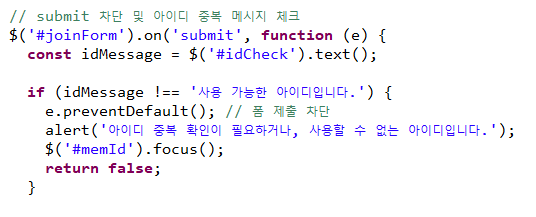 // submit 차단 및 아이디 중복 메시지 체크
$('#joinForm').on('submit', function (e) {
  const idMessage = $('#idCheck').text();

  if (idMessage !== '사용 가능한 아이디입니다.') {
    e.preventDefault(); // 폼 제출 차단
    alert('아이디 중복 확인이 필요하거나, 사용할 수 없는 아이디입니다.');
    $('#memId').focus();
    return false;
  }